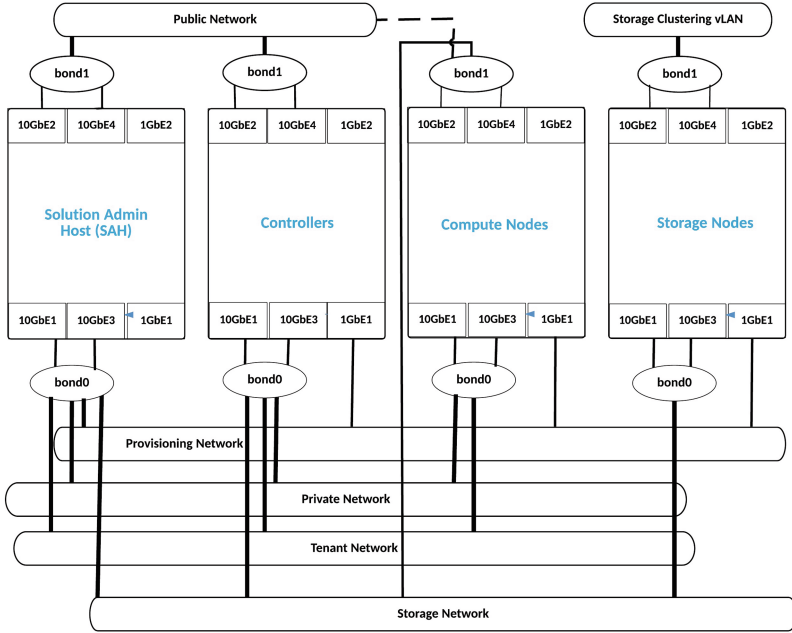 Public Network
Storage Clustering vLAN
bond1
bond1
bond1
bond1
10GbE2
10GbE4
1GbE2
10GbE2
10GbE4
1GbE2
10GbE2
10GbE4
1GbE2
10GbE2
10GbE4
1GbE2
Solution Admin
Host (SAH)
Controllers
Compute Nodes
Storage Nodes
10GbE1
10GbE3
1GbE1
10GbE1
10GbE3
1GbE1
10GbE1
10GbE3
1GbE1
10GbE1
10GbE3
1GbE1
bond0
bond0
bond0
bond0
Provisioning Network
Private Network
Tenant Network
Storage Network